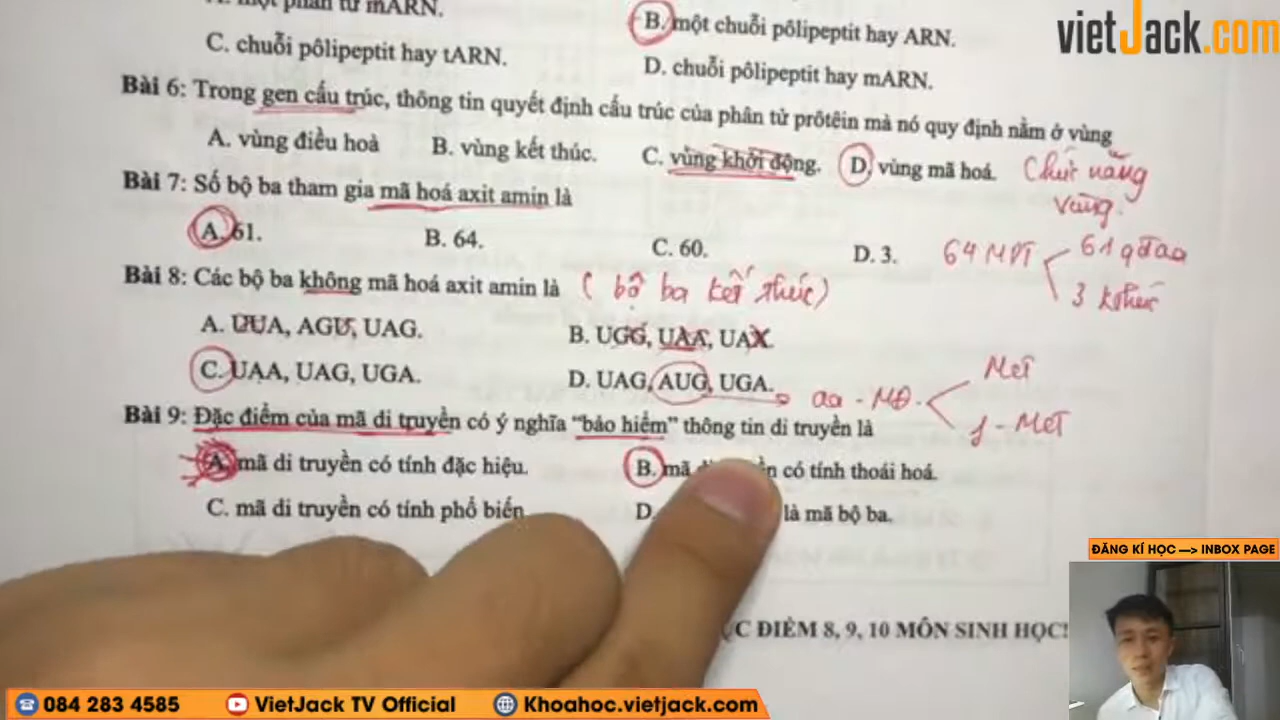 một phân tử mARN.
B. một chuỗi pôlipeptit hay ARN.
C. chuỗi pôlipeptit hay tARN.
D. chuỗi pôlipeptit hay mARN.
vietJack.com
Bài 6: Trong gen cấu trúc, thông tin quyết định cấu trúc của phân tử prôtêin mà nó quy định nằm ở vùng
A. vùng điều hoà B. vùng kết thúc. C. vùng khởi động. D. vùng mã hoá.
Chức năng
vùng.
Bài 7: Số bộ ba tham gia mã hoá axit amin là
A. 61. B. 64. C. 60. D. 3.
64 MDT 61 qđaa
3 kthúc
Bài 8: Các bộ ba không mã hoá axit amin là (bộ ba kết thúc)
A. UUA, AGU, UAG. B. UGG, UAA, UAX.
C. UAA, UAG, UGA. D. UAG, AUG, UGA.
aa - MĐ. Met
f - MET
Bài 9: Đặc điểm của mã di truyền có ý nghĩa “bảo hiểm” thông tin di truyền là
A. mã di truyền có tính đặc hiệu. B. mã có tính thoái hoá.
C. mã di truyền có tính phổ biến D. là mã bộ ba.
ĐĂNG KÍ HỌC —> INBOX PAGE
ĐIỂM 8, 9, 10 MÔN SINH HỌC!
084 283 4585 VietJack TV Official Khoahoc.vietjack.com